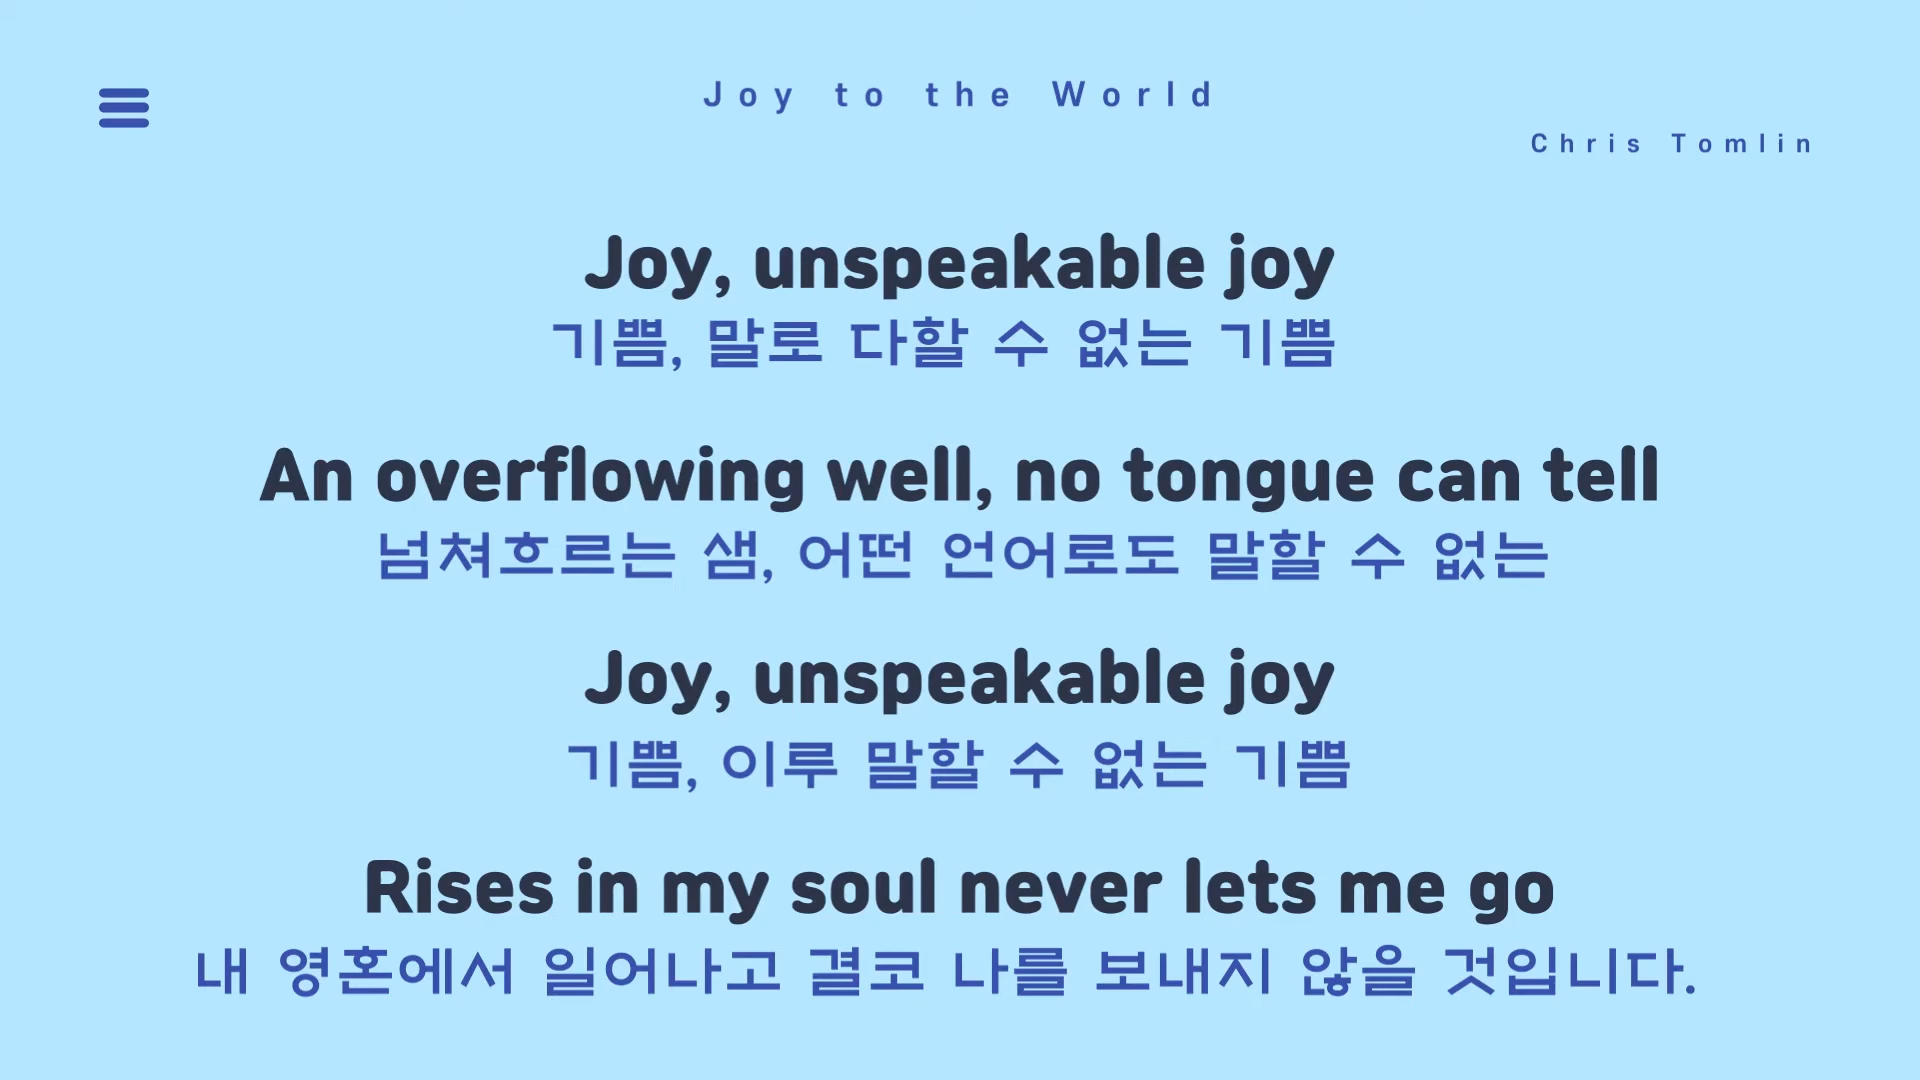 Joy to the World
Chris Tomlin
Joy, unspeakable joy
기쁨, 말로 다할 수 없는 기쁨
An overflowing well, no tongue can tell
넘쳐흐르는 샘, 어떤 언어로도 말할 수 없는
Joy, unspeakable joy
기쁨, 이루 말할 수 없는 기쁨
Rises in my soul never lets me go
내 영혼에서 일어나고 결코 나를 보내지 않을 것입니다.